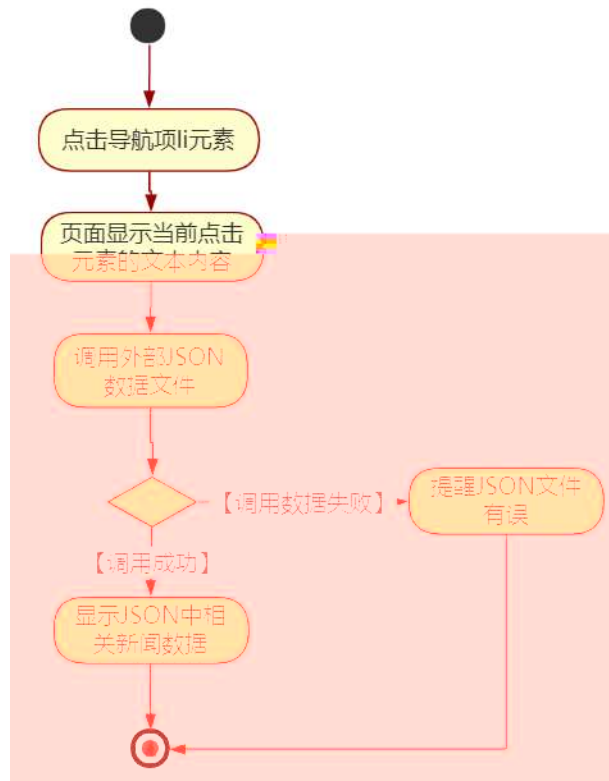 点击导航项li元素
页面显示当前点击
元素的文本内容
调用外部JSON
数据文件
【调用数据失败】
提醒JSON文件
有误
【调用成功】
显示JSON中相
关新闻数据